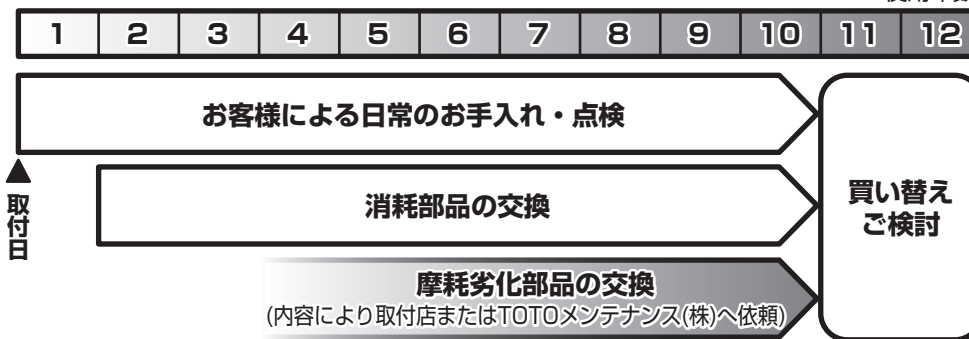 1 2 3 4 5 6 7 8 9 10 11 12
お客様による日常のお手入れ・点検
取付日
消耗部品の交換
買い替え
ご検討
摩耗劣化部品の交換
(内容により取付店またはTOTOメンテナンス(株)へ依頼)